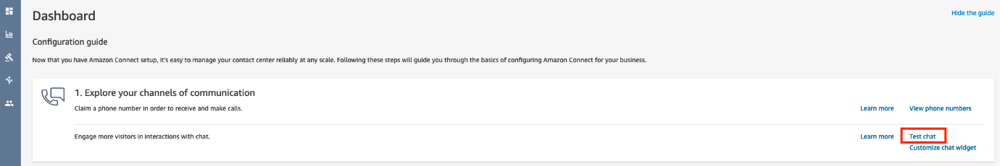 Dashboard
Hide the guide
Configuration guide
Now that you have Amazon Connect setup, it's easy to manage your contact center reliably at any scale. Following these steps will guide you through the basics of configuring Amazon Connect for your business.
1. Explore your channels of communication
Claim a phone number in order to receive and make calls.
Learn more
View phone numbers
Engage more visitors in interactions with chat.
Learn more
Test chat
Customize chat widget